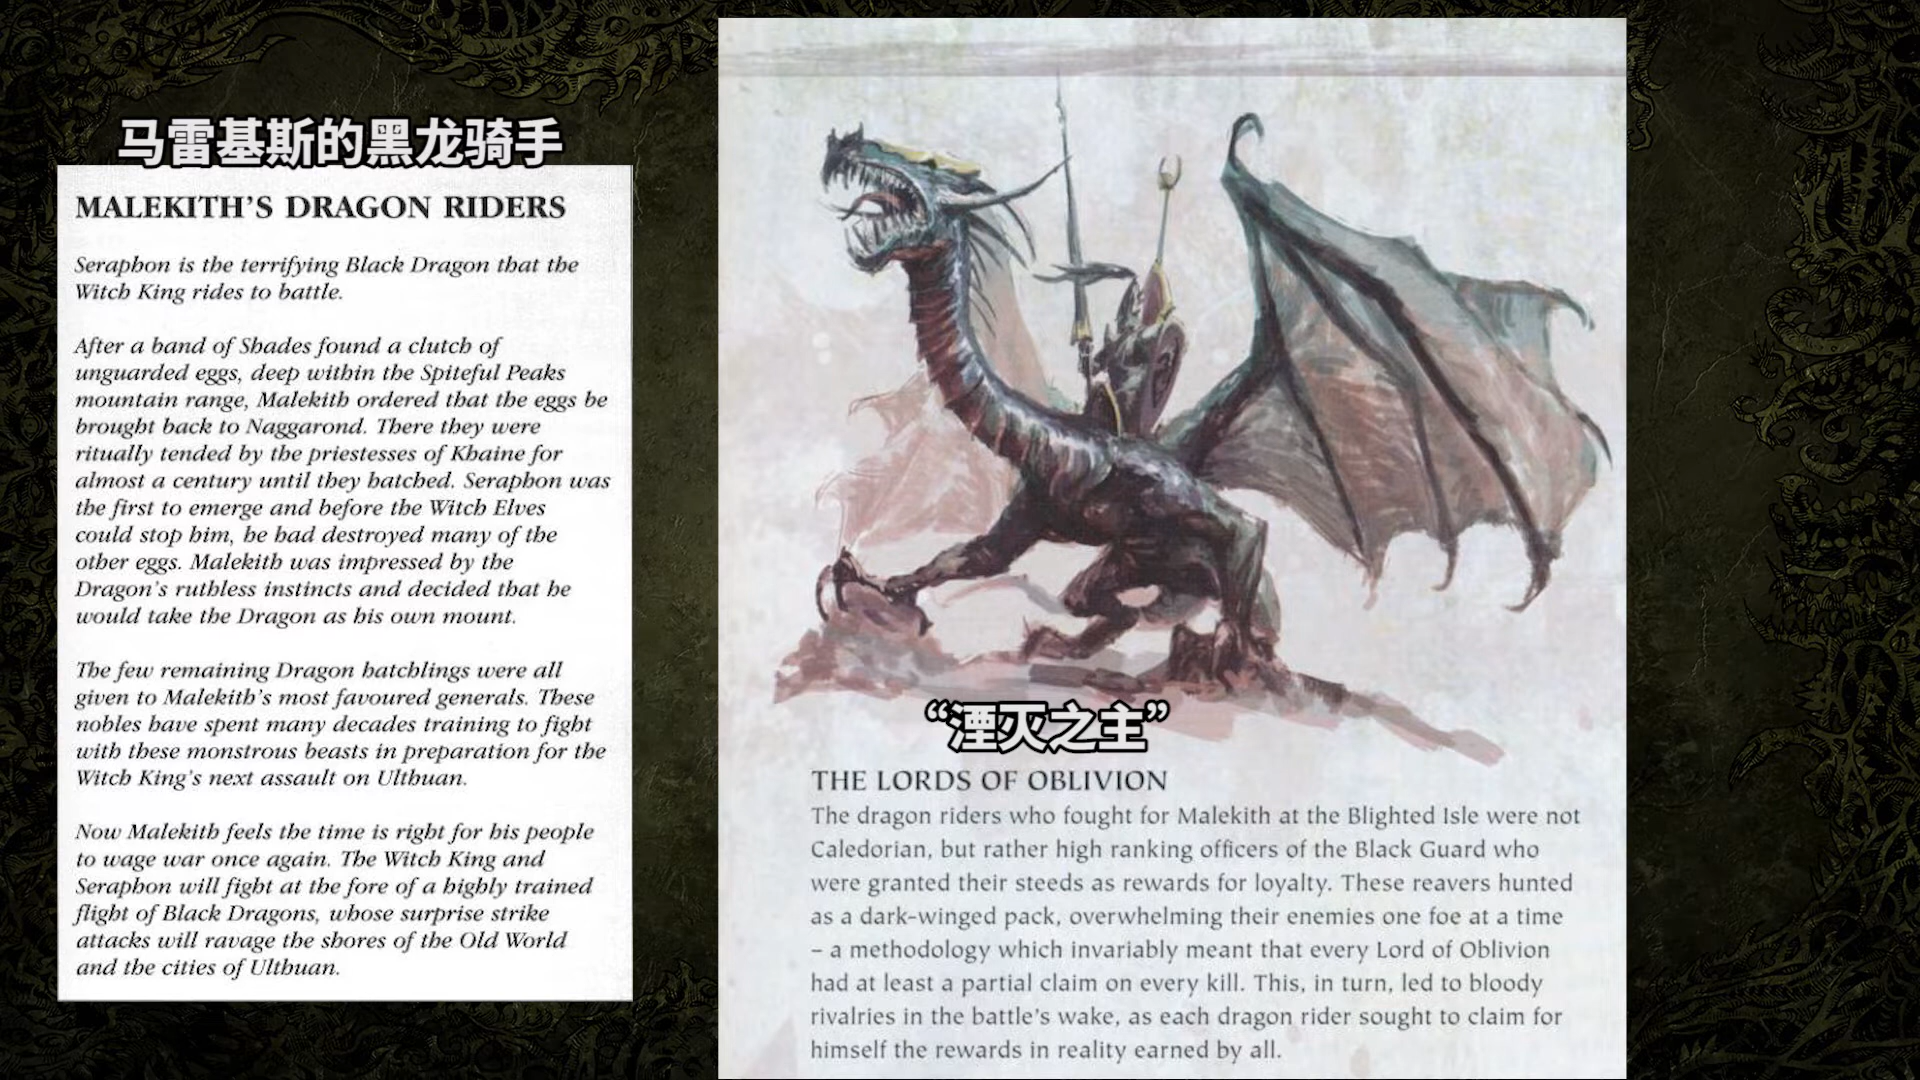 马雷基斯的黑龙骑手
MALEKITH'S DRAGON RIDERS
Seraphon is the terrifying Black Dragon that the
Witch King rides to battle.
After a band of Shades found a clutch of
unguarded eggs, deep within the Spiteful Peaks
mountain range, Malekith ordered that the eggs be
brought back to Naggarond. There they were
ritually tended by the priestesses of Khaine for
almost a century until they hatched. Seraphon was
the first to emerge and before the Witch Elves
could stop him, he had destroyed many of the
other eggs. Malekith was impressed by the
Dragon's ruthless instincts and decided that he
would take the Dragon as his own mount.
The few remaining Dragon hatchlings were all
given to Malekith's most favoured generals. These
nobles have spent many decades training to fight
with these monstrous beasts in preparation for the
Witch King's next assault on Ulthuan.
Now Malekith feels the time is right for his people
to wage war once again. The Witch King and
Seraphon will fight at the fore of a highly trained
flight of Black Dragons, whose surprise strike
attacks will ravage the shores of the Old World
and the cities of Ulthuan.
“湮灭之主”
THE LORDS OF OBLIVION
The dragon riders who fought for Malekith at the Blighted Isle were not
Caledorian, but rather high ranking officers of the Black Guard who
were granted their steeds as rewards for loyalty. These reavers hunted
as a dark-winged pack, overwhelming their enemies one foe at a time
– a methodology which invariably meant that every Lord of Oblivion
had at least a partial claim on every kill. This, in turn, led to bloody
rivalries in the battle's wake, as each dragon rider sought to claim for
himself the rewards in reality earned by all.